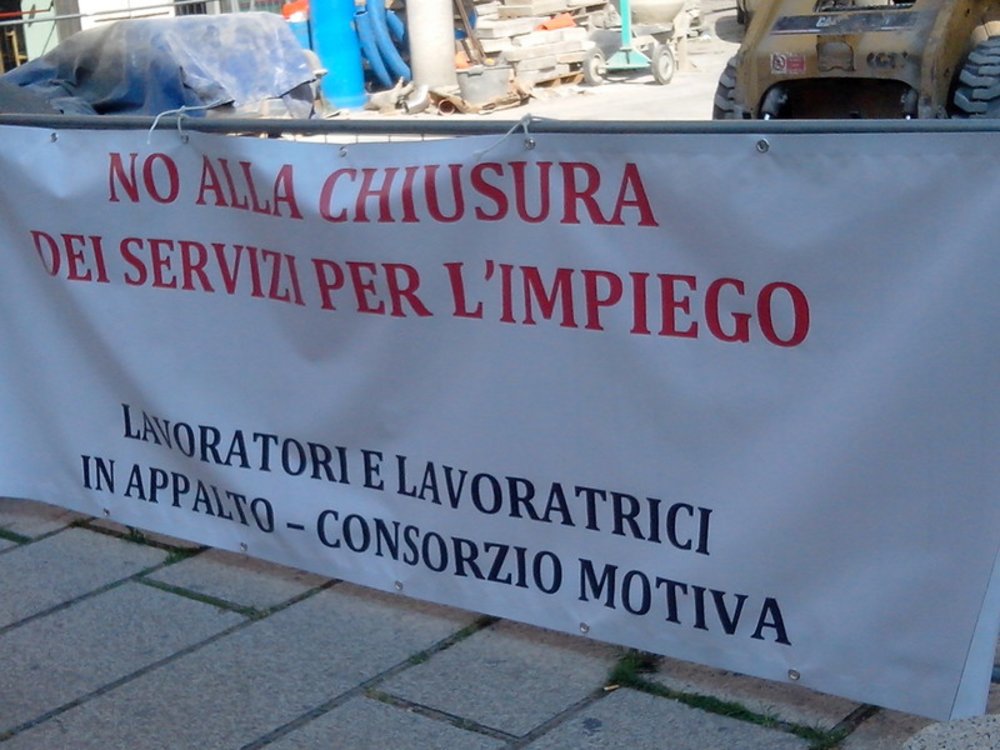 NO ALLA CHIUSURA
DEI SERVIZI PER L'IMPIEGO
LAVORATORI E LAVORATRICI
IN APPALTO – CONSORZIO MOTIVA